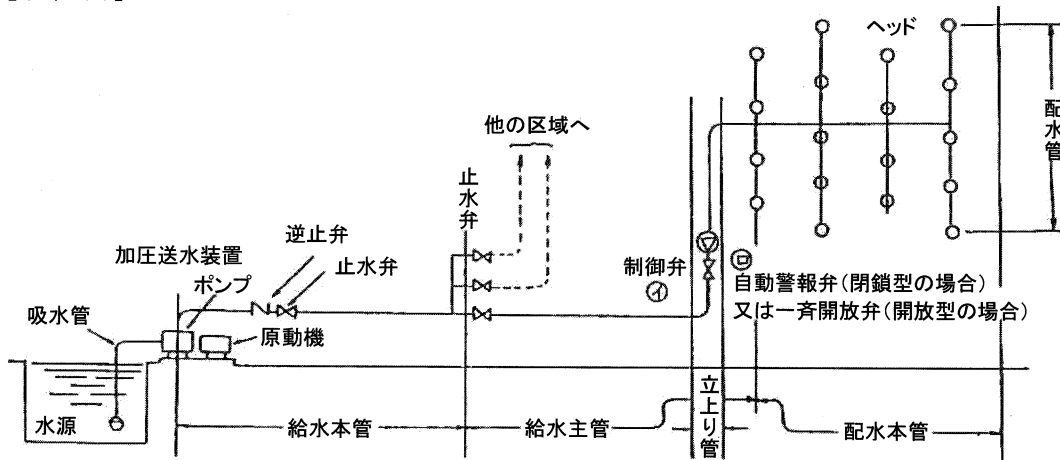 ヘッド
配水管
他の区域へ
止水弁
逆止弁
加圧送水装置
止水弁
ポンプ
制御弁
イ
ロ
自動警報弁(閉鎖型の場合)
又は一斉開放弁(開放型の場合)
吸水管
原動機
水源
給水本管
給水主管
立上り管
配水本管